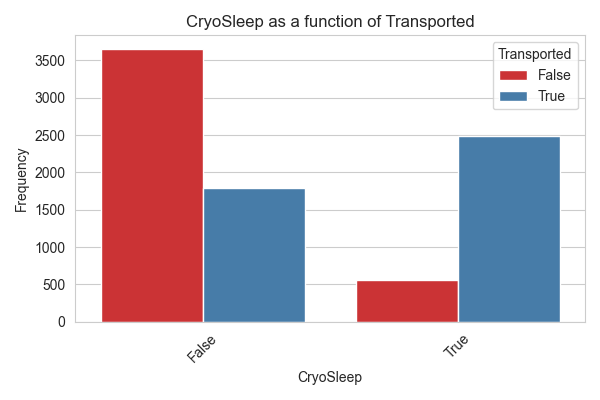 CryoSleep as a function of Transported
Transported
False
True
3500
3000
2500
2000
1500
1000
500
0
Frequency
False
True
CryoSleep